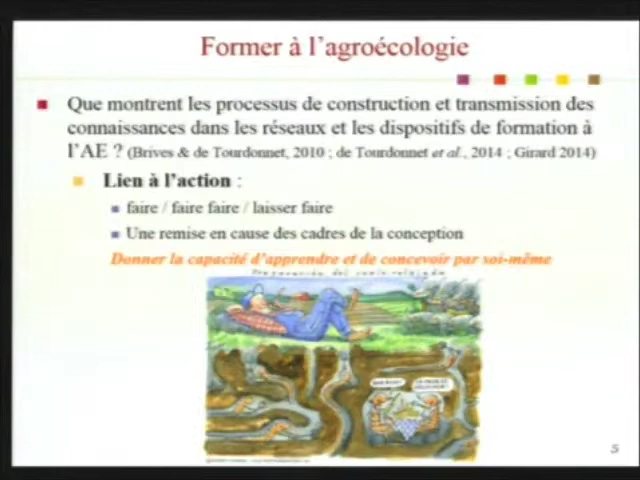 Former à l'agroécologie
Que montrent les processus de construction et transmission des
connaissances dans les réseaux et les dispositifs de formation à
l'AE ? (Brives & de Tourdonnet, 2010 ; de Tourdonnet et al., 2014 ; Girard 2014)
Lien à l'action :
faire / faire faire / laisser faire
Une remise en cause des cadres de la conception
Donner la capacité d'apprendre et de concevoir par soi-même
5